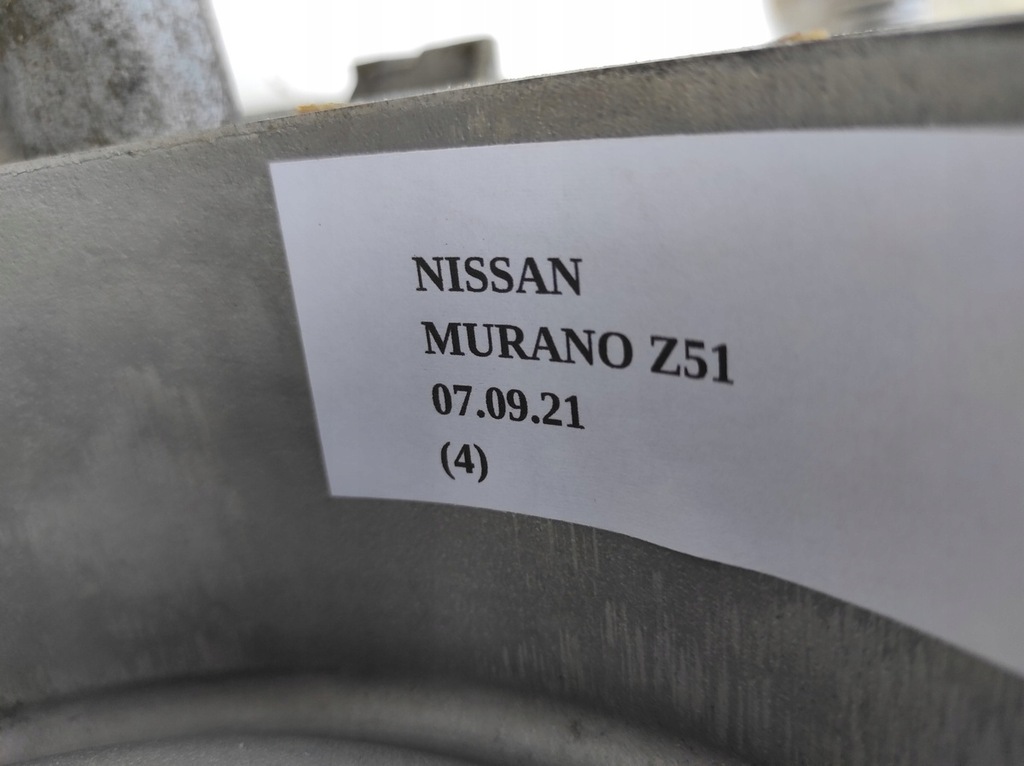 NISSAN
MURANO Z51
07.09.21
(4)